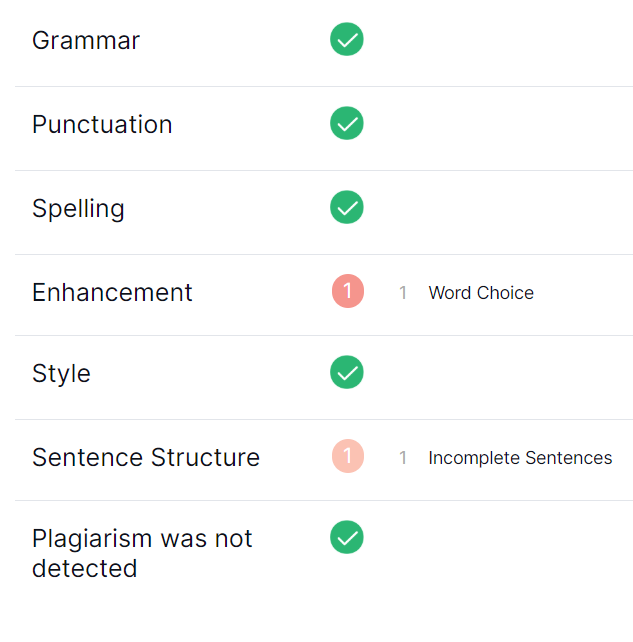 Grammar
Punctuation
Spelling
Enhancement 1 1 Word Choice
Style
Sentence Structure 1 1 Incomplete Sentences
Plagiarism was not
detected